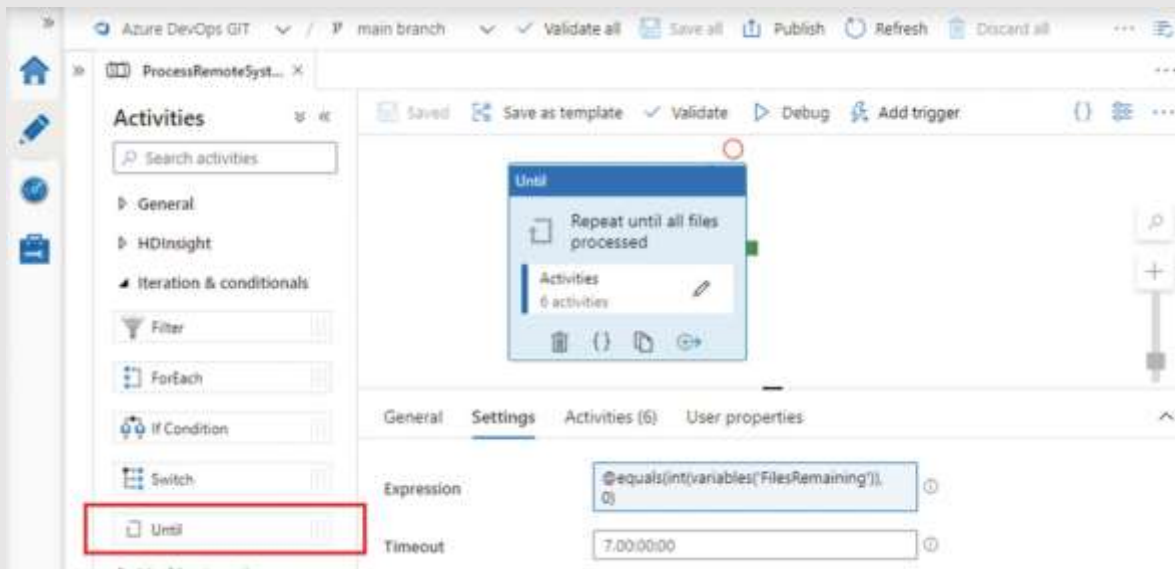 Azure DevOps GIT / main branch Validate all Save all Publish Refresh Discard all
ProcessRemoteSyst...
Activities
Search activities
General
HDInsight
Iteration & conditionals
Filter
ForEach
If Condition
Switch
Until
Saved Save as template Validate Debug Add trigger {}
Until
Repeat until all files
processed
Activities
6 activities
{}
General Settings Activities (6) User properties
Expression
@equals(int(variables('FilesRemaining')),
0)
Timeout
7.00:00:00